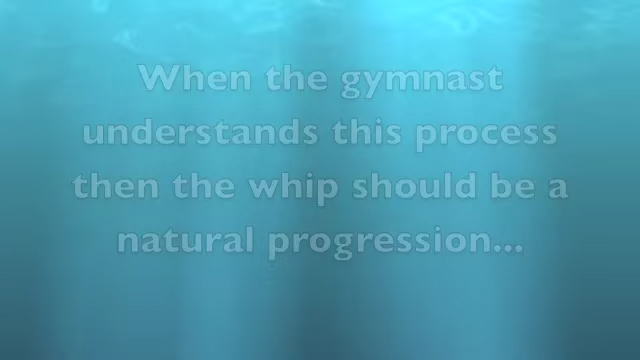 When the gymnast
understands this process
then the whip should be a
natural progression...